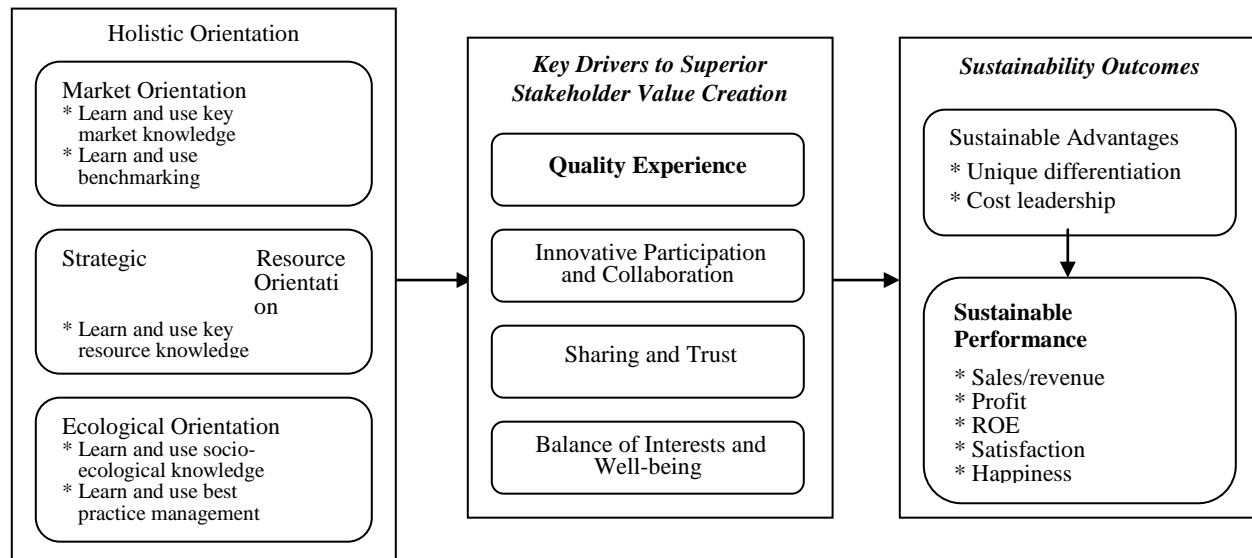 Holistic Orientation
Market Orientation
* Learn and use key
market knowledge
* Learn and use
benchmarking
Strategic Resource
Orientati
on
* Learn and use key
resource knowledge
Ecological Orientation
* Learn and use socio-
ecological knowledge
* Learn and use best
practice management
Key Drivers to Superior
Stakeholder Value Creation
Quality Experience
Innovative Participation
and Collaboration
Sharing and Trust
Balance of Interests and
Well-being
Sustainability Outcomes
Sustainable Advantages
* Unique differentiation
* Cost leadership
Sustainable
Performance
* Sales/revenue
* Profit
* ROE
* Satisfaction
* Happiness